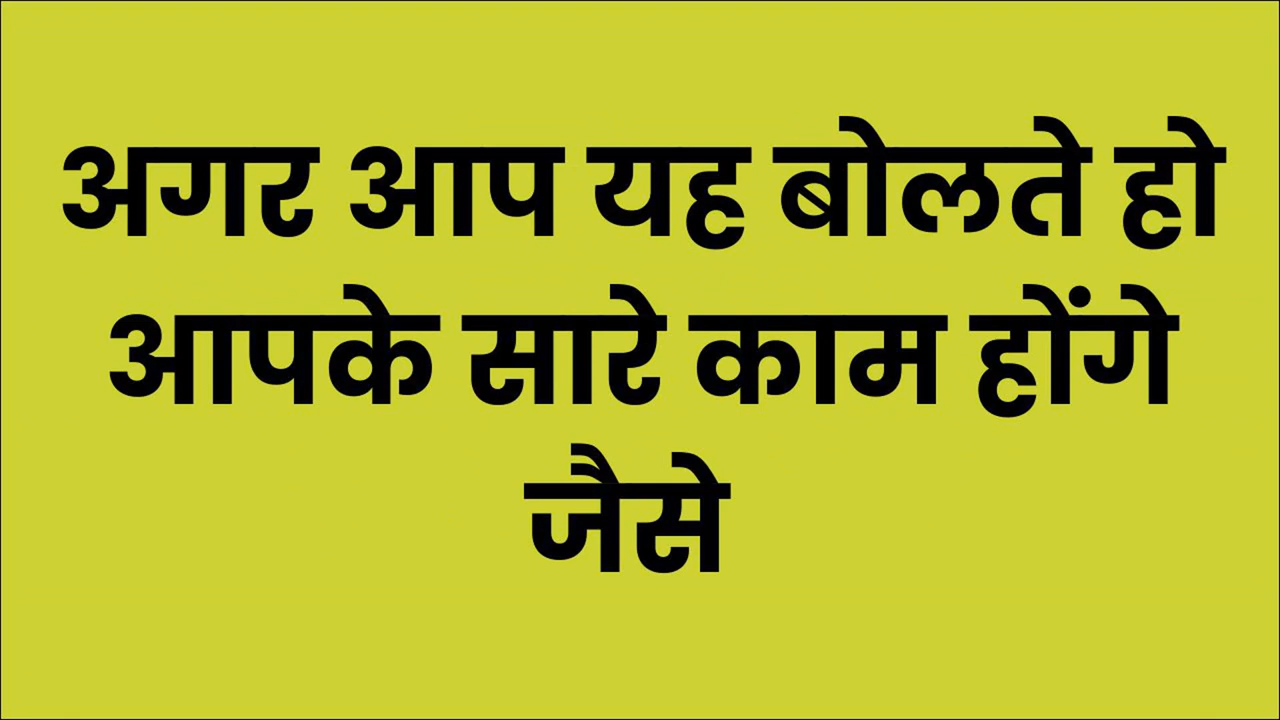 अगर आप यह बोलते हो
आपके सारे काम होंगे
जैसे